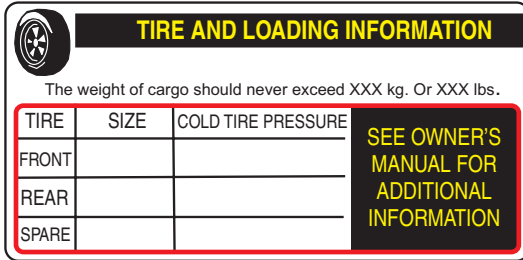 TIRE AND LOADING INFORMATION
The weight of cargo should never exceed XXX kg. Or XXX lbs.
TIRE SIZE COLD TIRE PRESSURE
FRONT
REAR
SPARE
SEE OWNER'S
MANUAL FOR
ADDITIONAL
INFORMATION